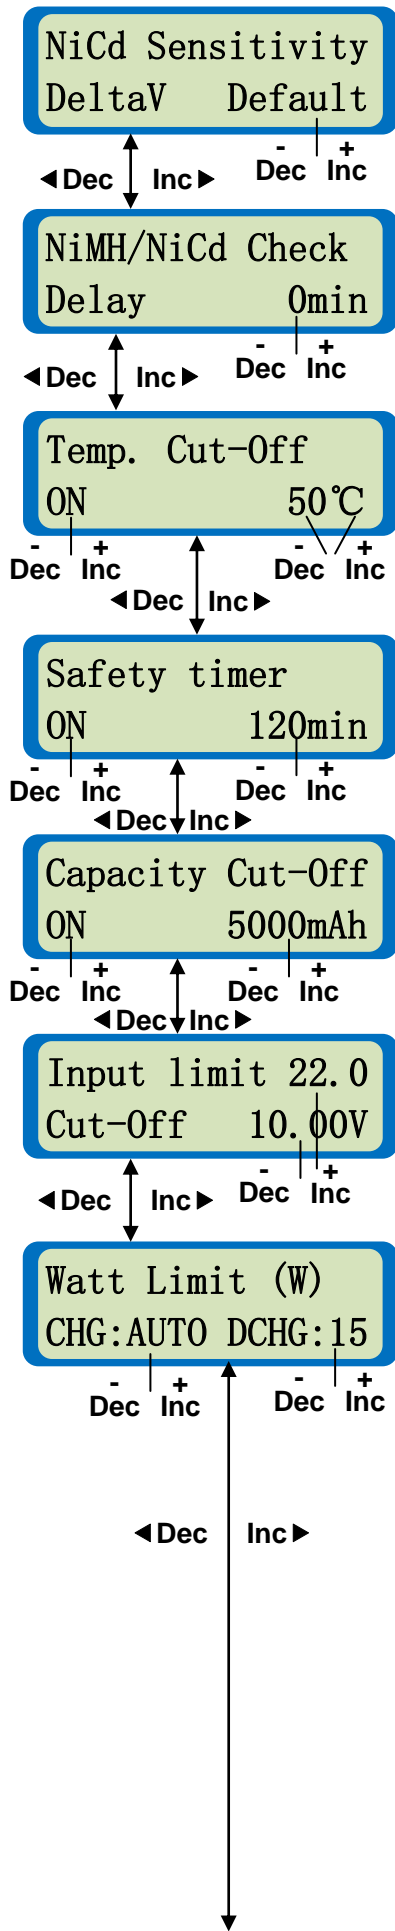 NiCd Sensitivity
DeltaV Default
- +
Dec Inc
◄Dec Inc►
NiMH/NiCd Check
Delay 0min
- +
Dec Inc
◄Dec Inc►
Temp. Cut-Off
ON 50℃
- + - +
Dec Inc Dec Inc
◄Dec Inc►
Safety timer
ON 120min
- + - +
Dec Inc Dec Inc
◄Dec Inc►
Capacity Cut-Off
ON 5000mAh
- + - +
Dec Inc Dec Inc
◄Dec Inc►
Input limit 22.0
Cut-Off 10.00V
- +
Dec Inc
◄Dec Inc►
Watt Limit (W)
CHG:AUTO DCHG:15
- + - +
Dec Inc Dec Inc
◄Dec Inc►